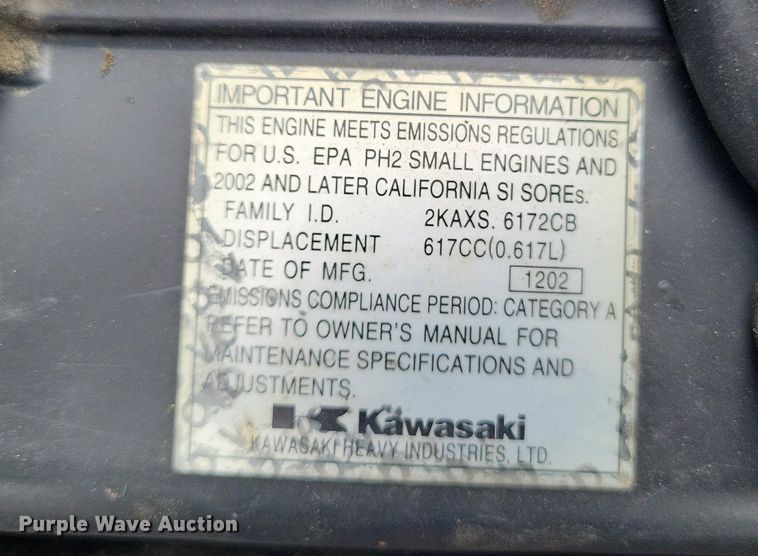 IMPORTANT ENGINE INFORMATION
THIS ENGINE MEETS EMISSIONS REGULATIONS
FOR U.S. EPA PH2 SMALL ENGINES AND
2002 AND LATER CALIFORNIA SI SOREs.
FAMILY I.D. 2KAXS. 6172CB
DISPLACEMENT 617CC(0.617L)
DATE OF MFG. 1202
EMISSIONS COMPLIANCE PERIOD: CATEGORY A
REFER TO OWNER'S MANUAL FOR
MAINTENANCE SPECIFICATIONS AND
ADJUSTMENTS.
Kawasaki
KAWASAKI HEAVY INDUSTRIES, LTD.
Purple Wave Auction